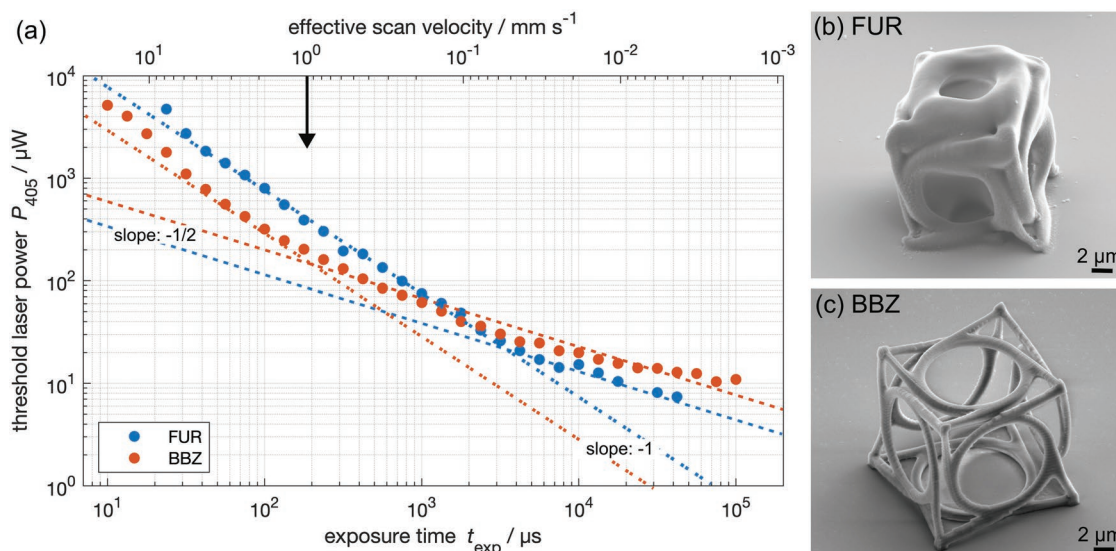 (a)
effective scan velocity / mm s⁻¹
10¹ 10⁰ 10⁻¹ 10⁻² 10⁻³
threshold laser power P₄₀₅ / µW
10⁴
10³
10²
10¹
10⁰
slope: -1/2
slope: -1
FUR
BBZ
10¹ 10² 10³ 10⁴ 10⁵
exposure time t_exp / µs
(b) FUR
2 µm
(c) BBZ
2 µm